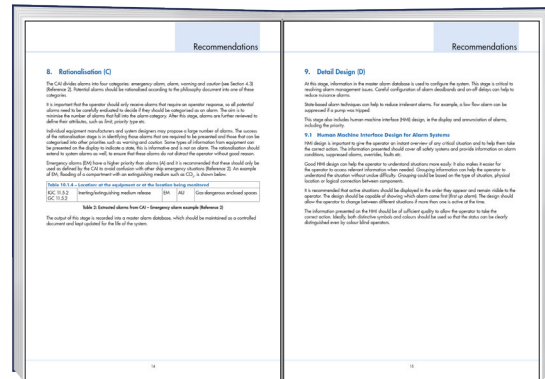 Recommendations
8. Rationalisation (C)
The CAI divides alarms into four categories: emergency alarm, alarm, warning and caution (see Section 4.3)
(Reference 2). Potential alarms should be rationalised according to the philosophy document into one of these
categories.
It is important that the operator should only receive alarms that require an operator response, so all potential
alarms need to be carefully evaluated to decide if they should be categorised as an alarm. The aim is to
minimise the number of alarms that fall into the alarm category. After this stage, alarms are further reviewed to
define their attributes, such as limit, priority type etc.
Individual equipment manufacturers and system designers may propose a large number of alarms. The success
of the rationalisation stage is in identifying those alarms that are required to be presented and those that can be
categorised into other priorities such as warning and caution. Some types of information from equipment can
be presented on the display to indicate a state, this is informational and is not an alarm. The rationalisation should
extend to system alarms as well, to ensure that these alarms do not distract the operator without good reason.
Emergency alarms (EM) have a higher priority than alarms (A) and it is recommended that these should only be
used as defined by the CAI to avoid confusion with other ship emergency situations (Reference 2). An example
of EM, flooding of a compartment with an extinguishing medium such as CO2, is shown below.
Table 10.1.4 – Location: at the equipment or at the location being monitored
IGC 11.5.2 Inerting/extinguishing medium release EM AU Gas-dangerous enclosed spaces
GC 11.5.2
Table 2: Extracted alarms from CAI – Emergency alarm example (Reference 2)
The output of this stage is recorded into a master alarm database, which should be maintained as a controlled
document and kept updated for the life of the system.
14
Recommendations
9. Detail Design (D)
At this stage, information in the master alarm database is used to configure the system. This stage is critical to
resolving alarm management issues. Careful configuration of alarm deadbands and on-off delays can help to
reduce nuisance alarms.
State-based alarm techniques can help to reduce irrelevant alarms. For example, a low flow alarm can be
suppressed if a pump was tripped.
This stage also includes human machine interface (HMI) design, ie the display and annunciation of alarms,
including the priority.
9.1 Human Machine Interface Design for Alarm Systems
HMI design is important to give the operator an instant overview of any critical situation and to help them take
the correct action. The information presented should cover all safety systems and provide information on alarm
conditions, suppressed alarms, overrides, faults etc.
Good HMI design can help the operator to understand situations more easily. It also makes it easier for
the operator to access relevant information when needed. Grouping information can help the operator to
understand the situation without undue difficulty. Grouping could be based on the type of situation, physical
location or logical connection between components.
It is recommended that active situations should be displayed in the order they appear and remain visible to the
operator. The design should be capable of showing which alarm came first (first up alarm). The design should
allow the operator to change between different situations if more than one is active at the time.
The information presented on the HMI should be of sufficient quality to allow the operator to take the
correct action. Ideally, both distinctive symbols and colours should be used so that the status can be clearly
distinguished even by colour blind operators.
15